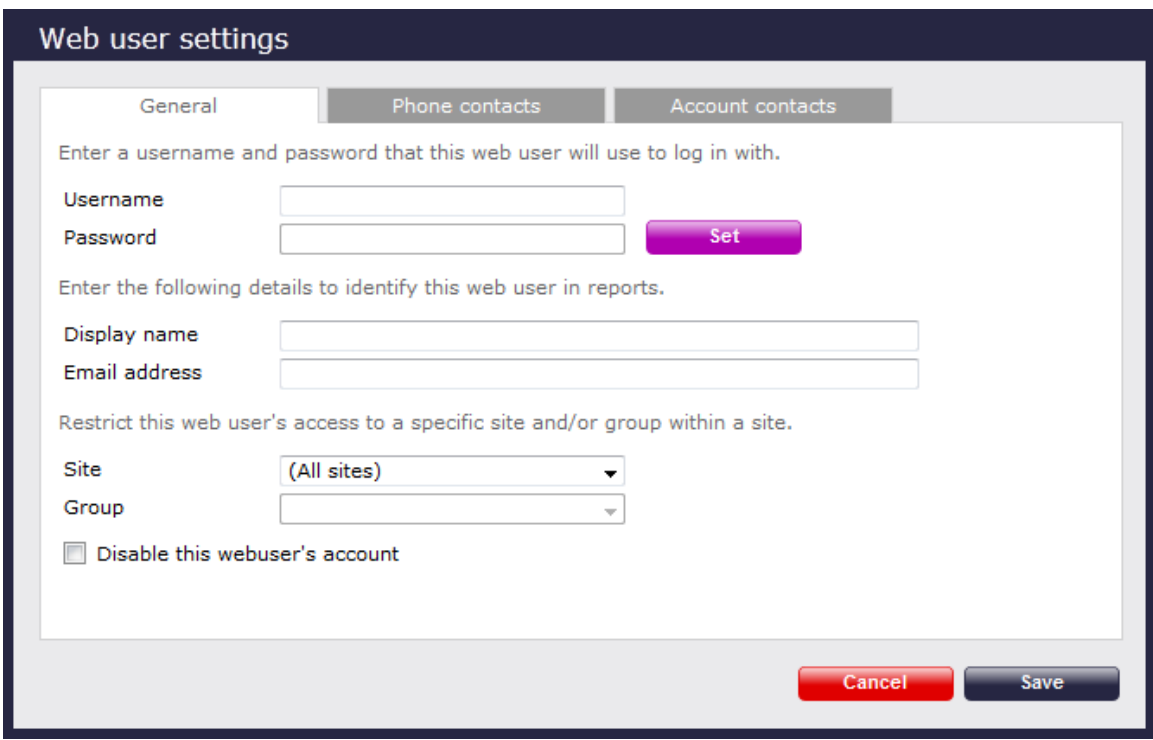 Web user settings
General Phone contacts Account contacts
Enter a username and password that this web user will use to log in with.
Username
Password Set
Enter the following details to identify this web user in reports.
Display name
Email address
Restrict this web user's access to a specific site and/or group within a site.
Site (All sites)
Group
Disable this webuser's account
Cancel Save